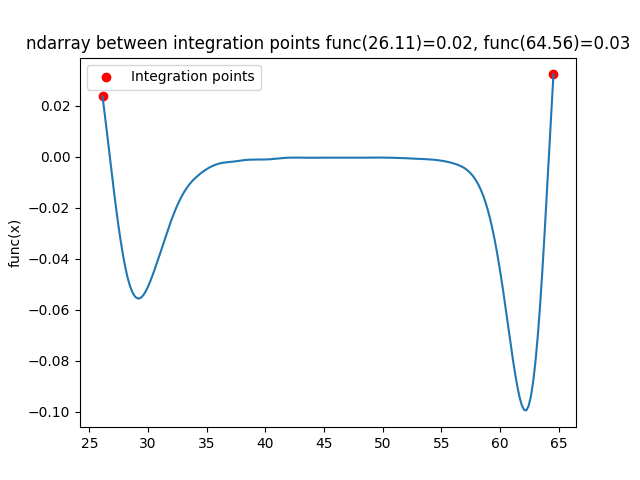 ndarray between integration points func(26.11)=0.02, func(64.56)=0.03
Integration points
0.02
0.00
−0.02
−0.04
−0.06
−0.08
−0.10
func(x)
25 30 35 40 45 50 55 60 65